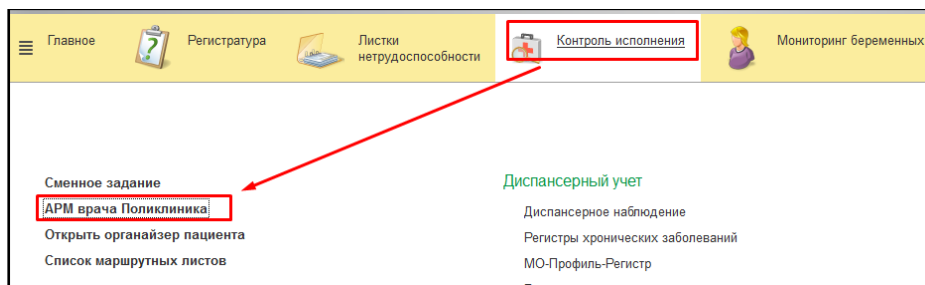 Главное
Регистратура
Листки
нетрудоспособности
Контроль исполнения
Мониторинг беременных
Сменное задание
АРМ врача Поликлиника
Открыть органайзер пациента
Список маршрутных листов
Диспансерный учет
Диспансерное наблюдение
Регистры хронических заболеваний
МО-Профиль-Регистр